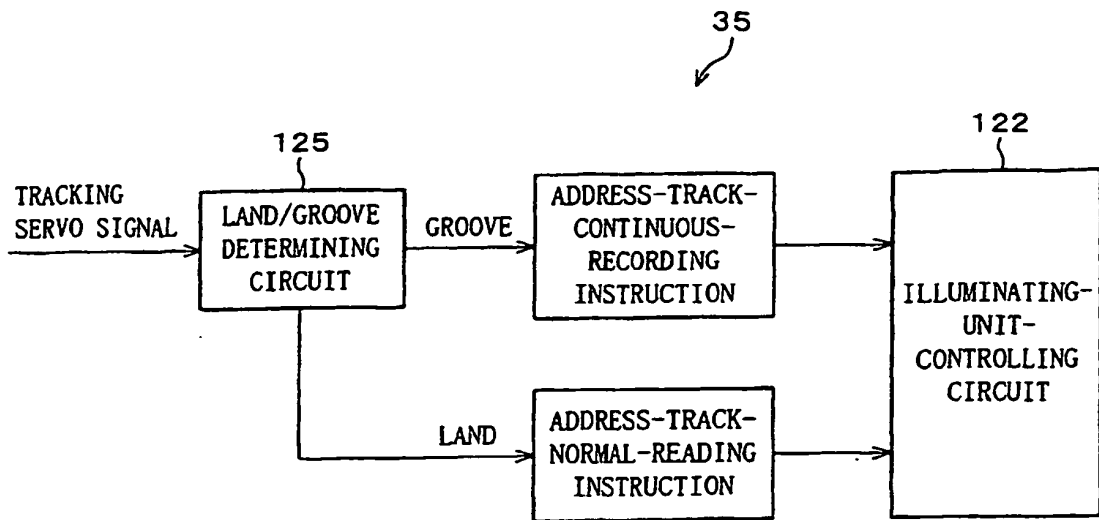 35
125
122
TRACKING
SERVO SIGNAL
LAND/GROOVE
DETERMINING
CIRCUIT
GROOVE
ADDRESS-TRACK-
CONTINUOUS-
RECORDING
INSTRUCTION
ILLUMINATING-
UNIT-
CONTROLLING
CIRCUIT
LAND
ADDRESS-TRACK-
NORMAL-READING
INSTRUCTION